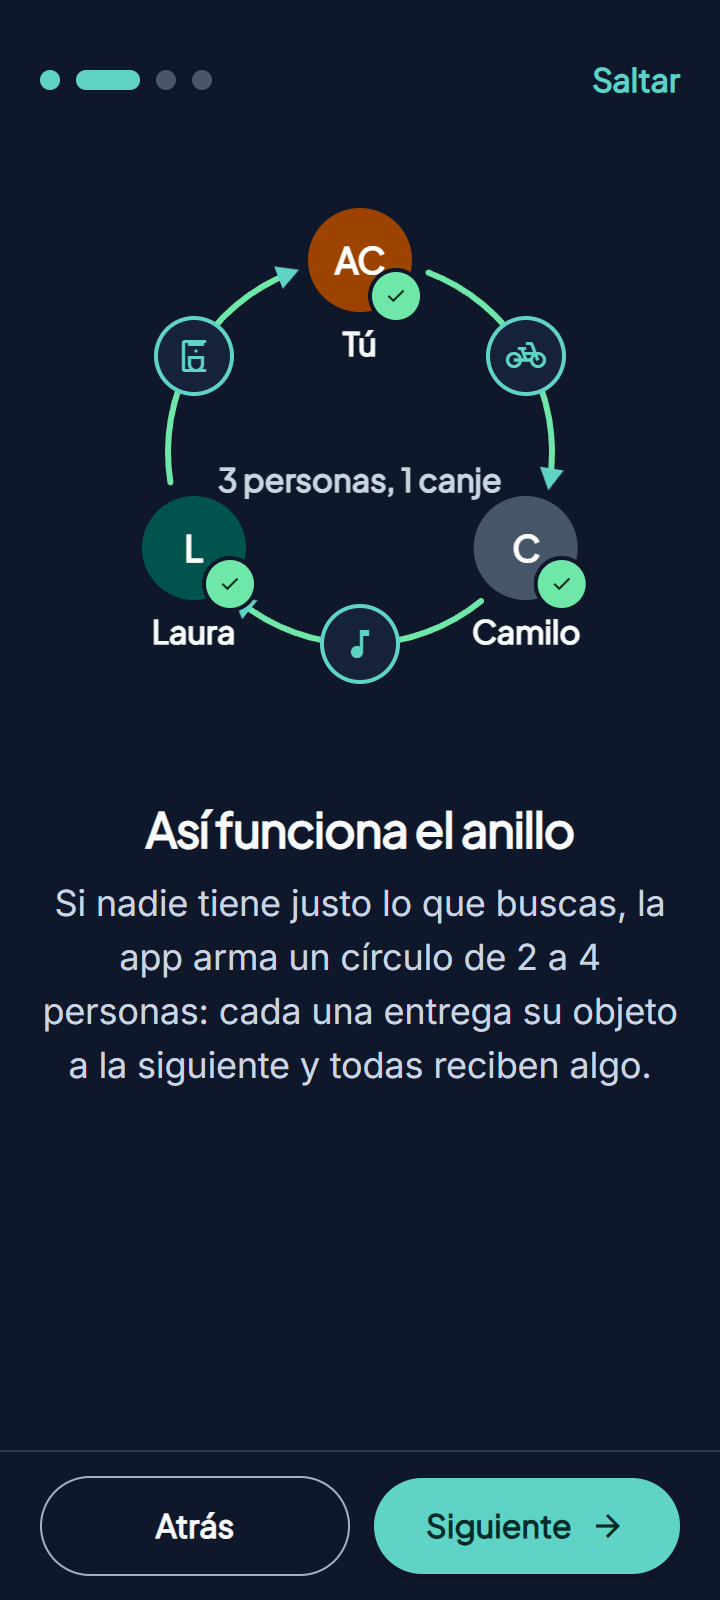 Saltar
AC
Tú
3 personas, 1 canje
L
C
Laura
Camilo
Así funciona el anillo
Si nadie tiene justo lo que buscas, la
app arma un círculo de 2 a 4
personas: cada una entrega su objeto
a la siguiente y todas reciben algo.
Atrás
Siguiente